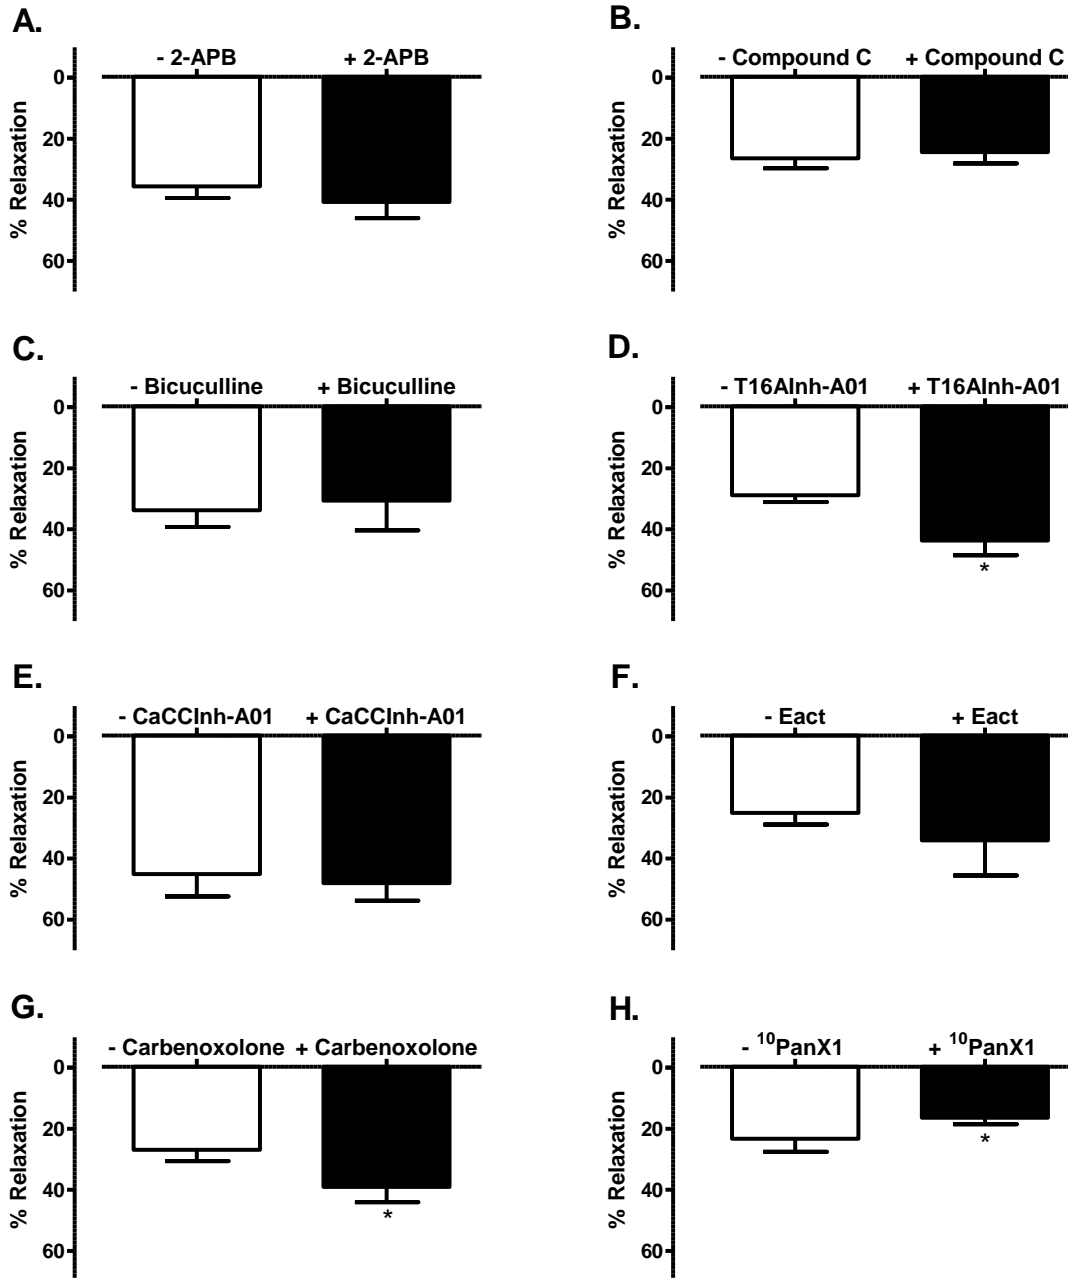 A.
- 2-APB + 2-APB
% Relaxation
0
20
40
60
B.
- Compound C + Compound C
% Relaxation
0
20
40
60
C.
- Bicuculline + Bicuculline
% Relaxation
0
20
40
60
D.
- T16AInh-A01 + T16AInh-A01
% Relaxation
0
20
40
60
*
E.
- CaCCInh-A01 + CaCCInh-A01
% Relaxation
0
20
40
60
F.
- Eact + Eact
% Relaxation
0
20
40
60
G.
- Carbenoxolone + Carbenoxolone
% Relaxation
0
20
40
60
*
H.
- ¹⁰PanX1 + ¹⁰PanX1
% Relaxation
0
20
40
60
*